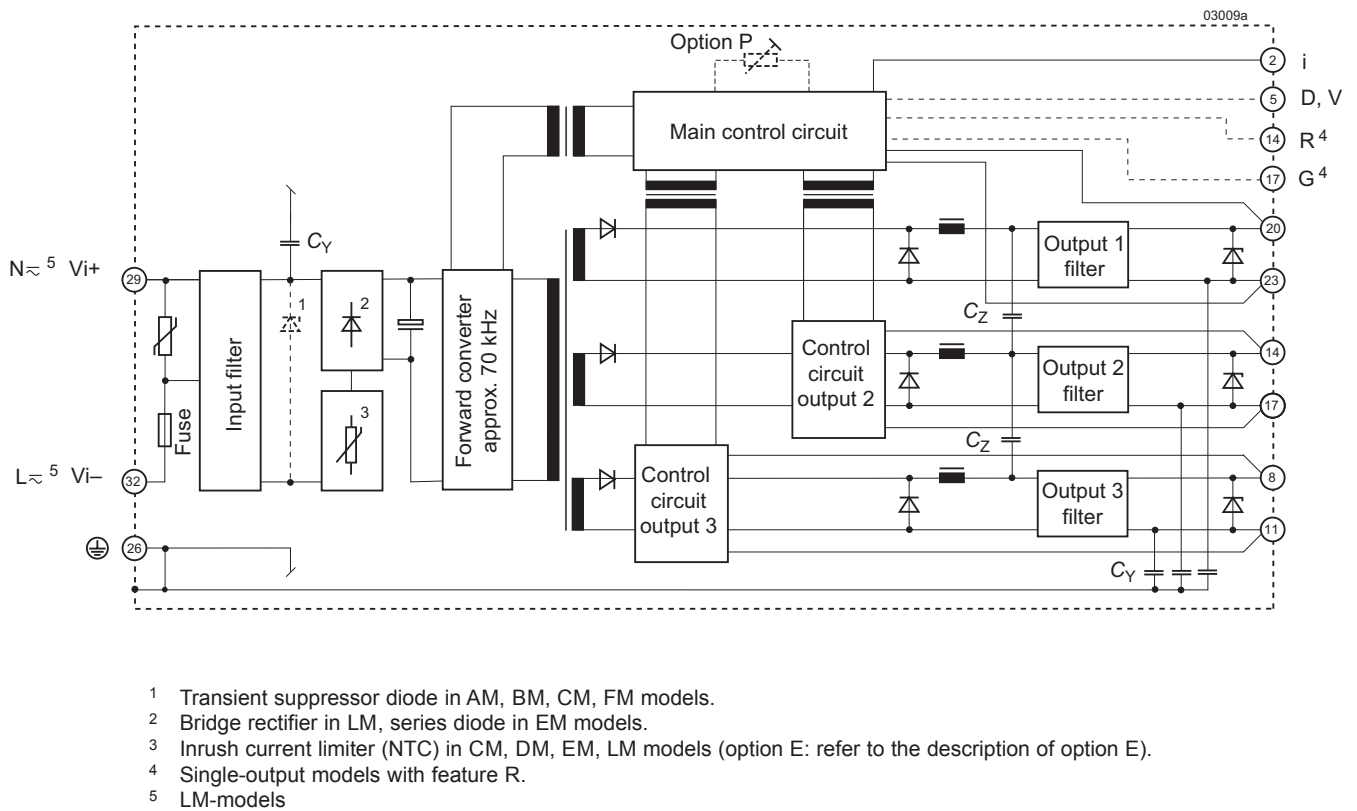 03009a
Option P
2 i
5 D, V
Main control circuit
14 R 4
17 G 4
20
CY
Output 1
filter
N≂ 5 Vi+ 29
23
1
2
CZ
Input filter
Forward converter
approx. 70 kHz
Control
circuit
output 2
14
Output 2
filter
Fuse
3
17
CZ
L≂ 5 Vi– 32
Control
circuit
output 3
8
Output 3
filter
11
26
CY
1 Transient suppressor diode in AM, BM, CM, FM models.
2 Bridge rectifier in LM, series diode in EM models.
3 Inrush current limiter (NTC) in CM, DM, EM, LM models (option E: refer to the description of option E).
4 Single-output models with feature R.
5 LM-models